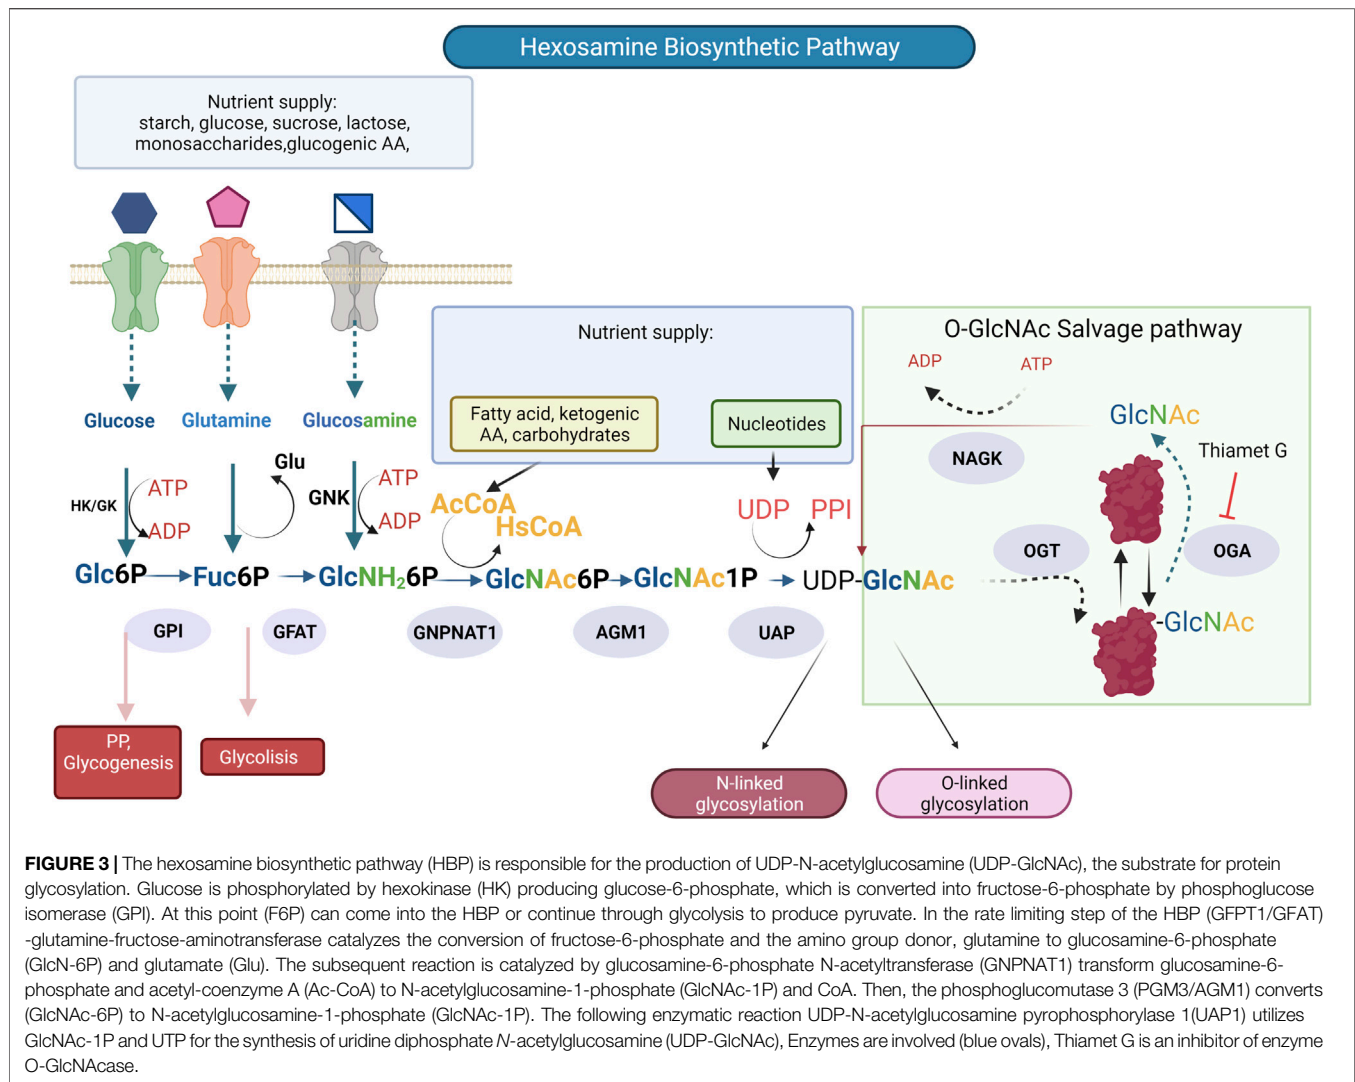 Hexosamine Biosynthetic Pathway
Nutrient supply:
starch, glucose, sucrose, lactose,
monosaccharides,glucogenic AA,
Nutrient supply:
Fatty acid, ketogenic
AA, carbohydrates
Nucleotides
O-GlcNAc Salvage pathway
ADP
ATP
GlcNAc
Thiamet G
NAGK
OGT
OGA
-GlcNAc
Glucose
Glutamine
Glucosamine
HK/GK
ATP
ADP
Glu
GNK
ATP
ADP
AcCoA
HsCoA
UDP
PPI
Glc6P
Fuc6P
GlcNH₂6P
GlcNAc6P
GlcNAc1P
UDP-GlcNAc
GPI
GFAT
GNPNAT1
AGM1
UAP
PP,
Glycogenesis
Glycolisis
N-linked
glycosylation
O-linked
glycosylation
FIGURE 3 | The hexosamine biosynthetic pathway (HBP) is responsible for the production of UDP-N-acetylglucosamine (UDP-GlcNAc), the substrate for protein
glycosylation. Glucose is phosphorylated by hexokinase (HK) producing glucose-6-phosphate, which is converted into fructose-6-phosphate by phosphoglucose
isomerase (GPI). At this point (F6P) can come into the HBP or continue through glycolysis to produce pyruvate. In the rate limiting step of the HBP (GFPT1/GFAT)
-glutamine-fructose-aminotransferase catalyzes the conversion of fructose-6-phosphate and the amino group donor, glutamine to glucosamine-6-phosphate
(GlcN-6P) and glutamate (Glu). The subsequent reaction is catalyzed by glucosamine-6-phosphate N-acetyltransferase (GNPNAT1) transform glucosamine-6-
phosphate and acetyl-coenzyme A (Ac-CoA) to N-acetylglucosamine-1-phosphate (GlcNAc-1P) and CoA. Then, the phosphoglucomutase 3 (PGM3/AGM1) converts
(GlcNAc-6P) to N-acetylglucosamine-1-phosphate (GlcNAc-1P). The following enzymatic reaction UDP-N-acetylglucosamine pyrophosphorylase 1(UAP1) utilizes
GlcNAc-1P and UTP for the synthesis of uridine diphosphate N-acetylglucosamine (UDP-GlcNAc), Enzymes are involved (blue ovals), Thiamet G is an inhibitor of enzyme
O-GlcNAcase.